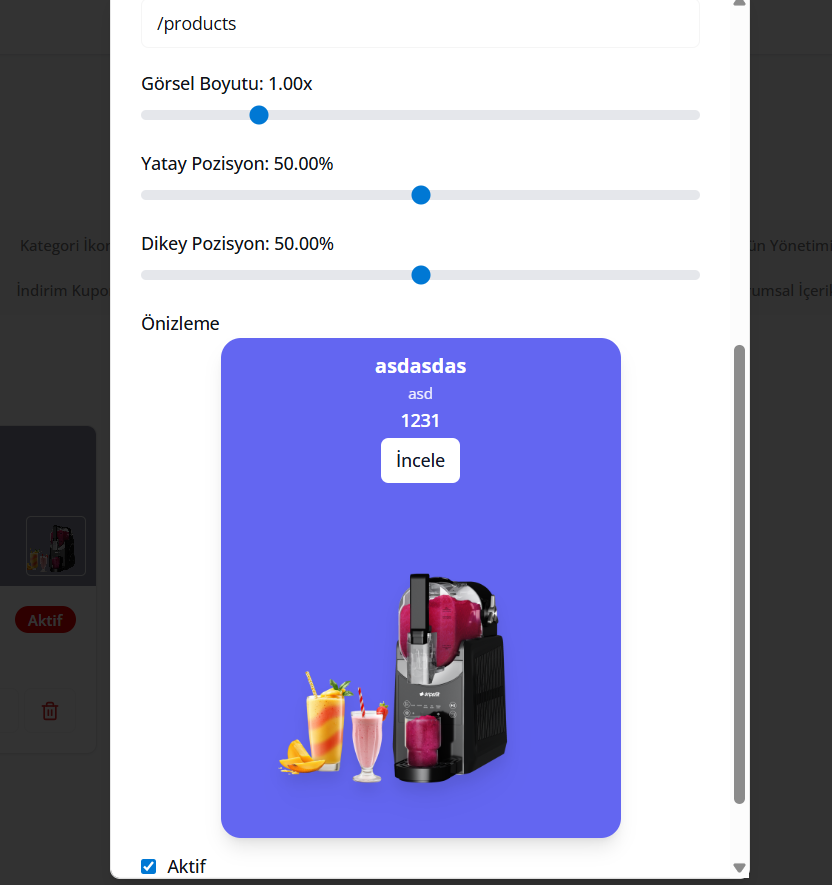 /products
Görsel Boyutu: 1.00x
Yatay Pozisyon: 50.00%
Dikey Pozisyon: 50.00%
Kategori İkon
ün Yönetimi
İndirim Kupo
rumsal İçerik
Önizleme
asdasdas
asd
1231
İncele
arçelik
Aktif
Aktif